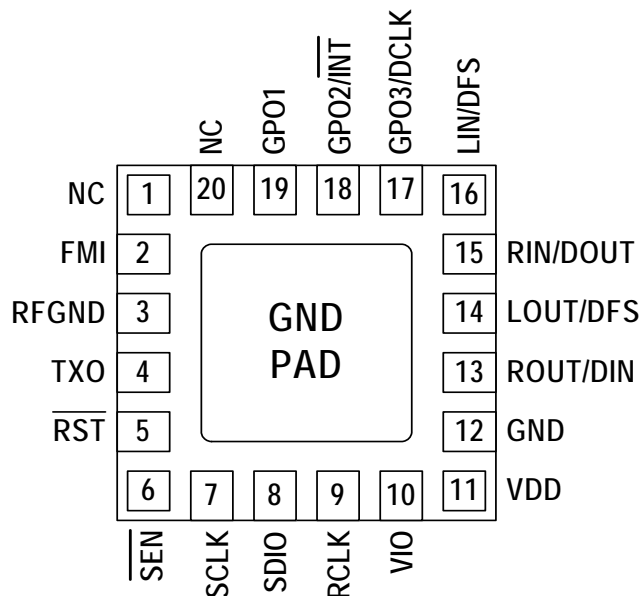 NC
GPO1
GPO2/INT
GPO3/DCLK
LIN/DFS
20
19
18
17
16
NC
1
FMI
2
RFGND
3
TXO
4
RST
5
6
GND
PAD
15
RIN/DOUT
14
LOUT/DFS
13
ROUT/DIN
12
GND
11
VDD
7
8
9
10
SEN
SCLK
SDIO
RCLK
VIO